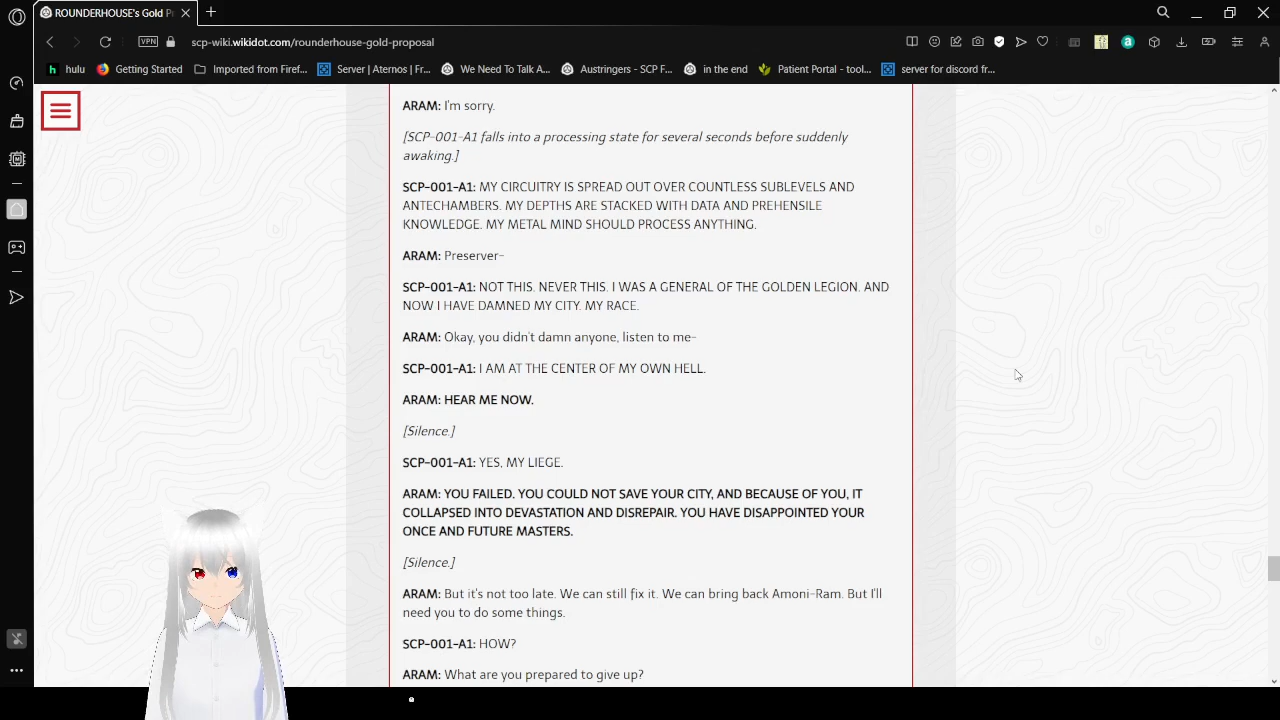 ROUNDERHOUSE's Gold P
VPN
scp-wiki.wikidot.com/rounderhouse-gold-proposal
h hulu
Getting Started
Imported from Firef...
Server | Aternos | Fr...
We Need To Talk A...
Austringers - SCP F...
in the end
Patient Portal - tool...
server for discord fr...
ARAM: I'm sorry.
[SCP-001-A1 falls into a processing state for several seconds before suddenly
awaking.]
SCP-001-A1: MY CIRCUITRY IS SPREAD OUT OVER COUNTLESS SUBLEVELS AND
ANTECHAMBERS. MY DEPTHS ARE STACKED WITH DATA AND PREHENSILE
KNOWLEDGE. MY METAL MIND SHOULD PROCESS ANYTHING.
ARAM: Preserver-
SCP-001-A1: NOT THIS. NEVER THIS. I WAS A GENERAL OF THE GOLDEN LEGION. AND
NOW I HAVE DAMNED MY CITY. MY RACE.
ARAM: Okay, you didn't damn anyone, listen to me-
SCP-001-A1: I AM AT THE CENTER OF MY OWN HELL.
ARAM: HEAR ME NOW.
[Silence.]
SCP-001-A1: YES, MY LIEGE.
ARAM: YOU FAILED. YOU COULD NOT SAVE YOUR CITY, AND BECAUSE OF YOU, IT
COLLAPSED INTO DEVASTATION AND DISREPAIR. YOU HAVE DISAPPOINTED YOUR
ONCE AND FUTURE MASTERS.
[Silence.]
ARAM: But it's not too late. We can still fix it. We can bring back Amoni-Ram. But I'll
need you to do some things.
SCP-001-A1: HOW?
ARAM: What are you prepared to give up?